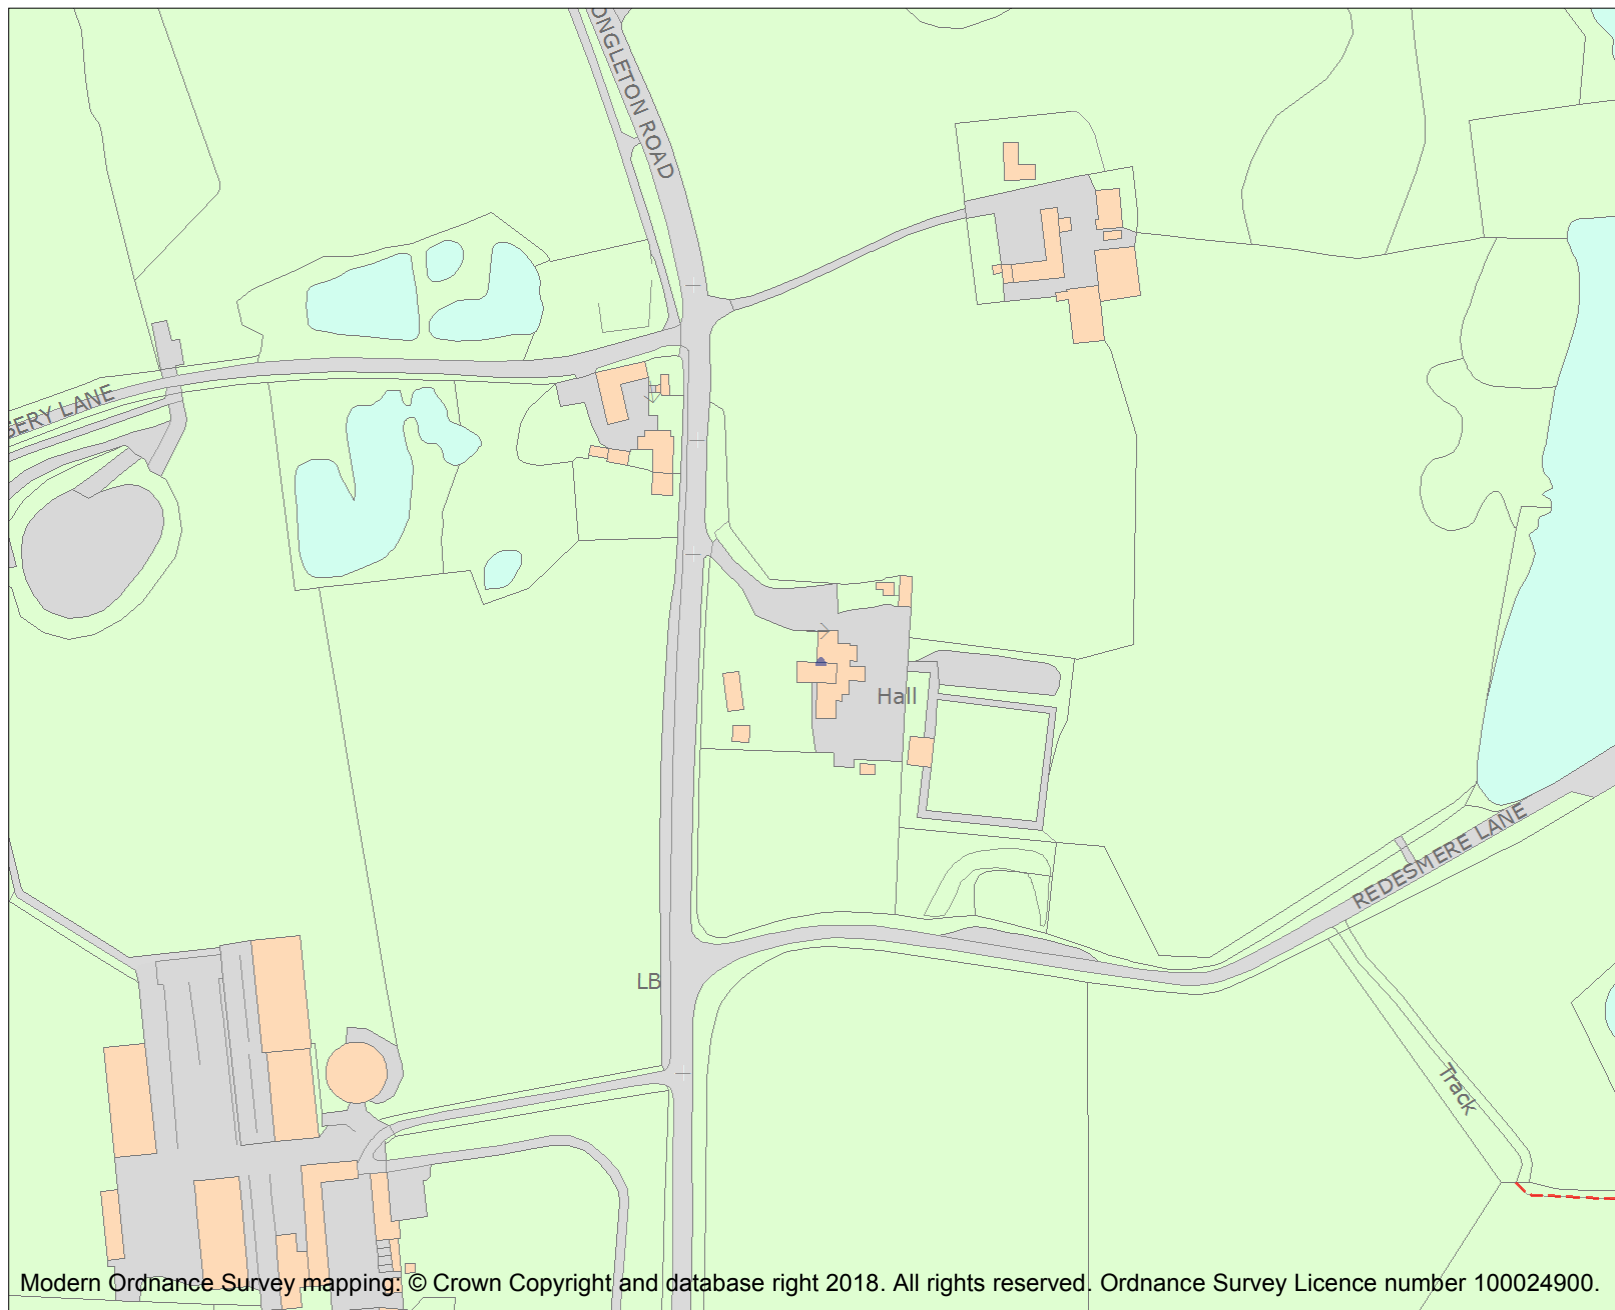 ONGLETON ROAD
SERY LANE
Hall
REDESMERE LANE
LB
Track
Modern Ordnance Survey mapping: © Crown Copyright and database right 2018. All rights reserved. Ordnance Survey Licence number 100024900.